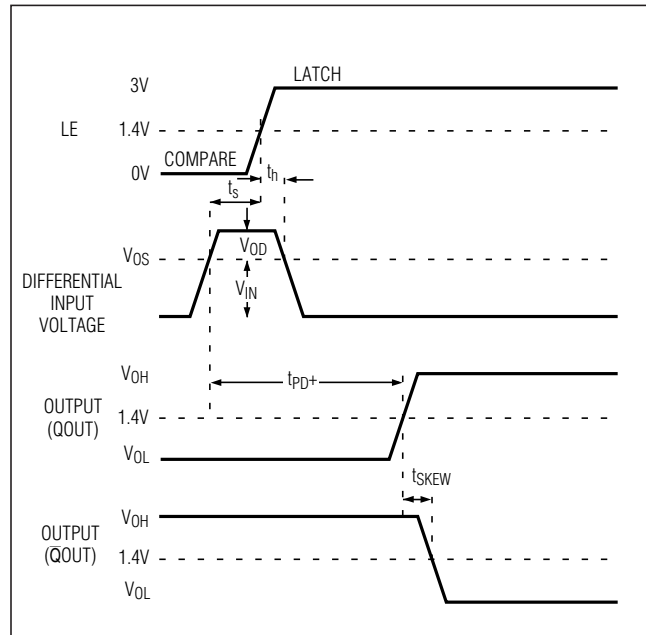 3V
LATCH
LE
1.4V
COMPARE
0V
th
ts
VOD
VOS
DIFFERENTIAL
INPUT
VOLTAGE
VIN
VOH
tPD+
OUTPUT
(QOUT)
1.4V
VOL
tSKEW
VOH
OUTPUT
(Q̅OUT)
1.4V
VOL